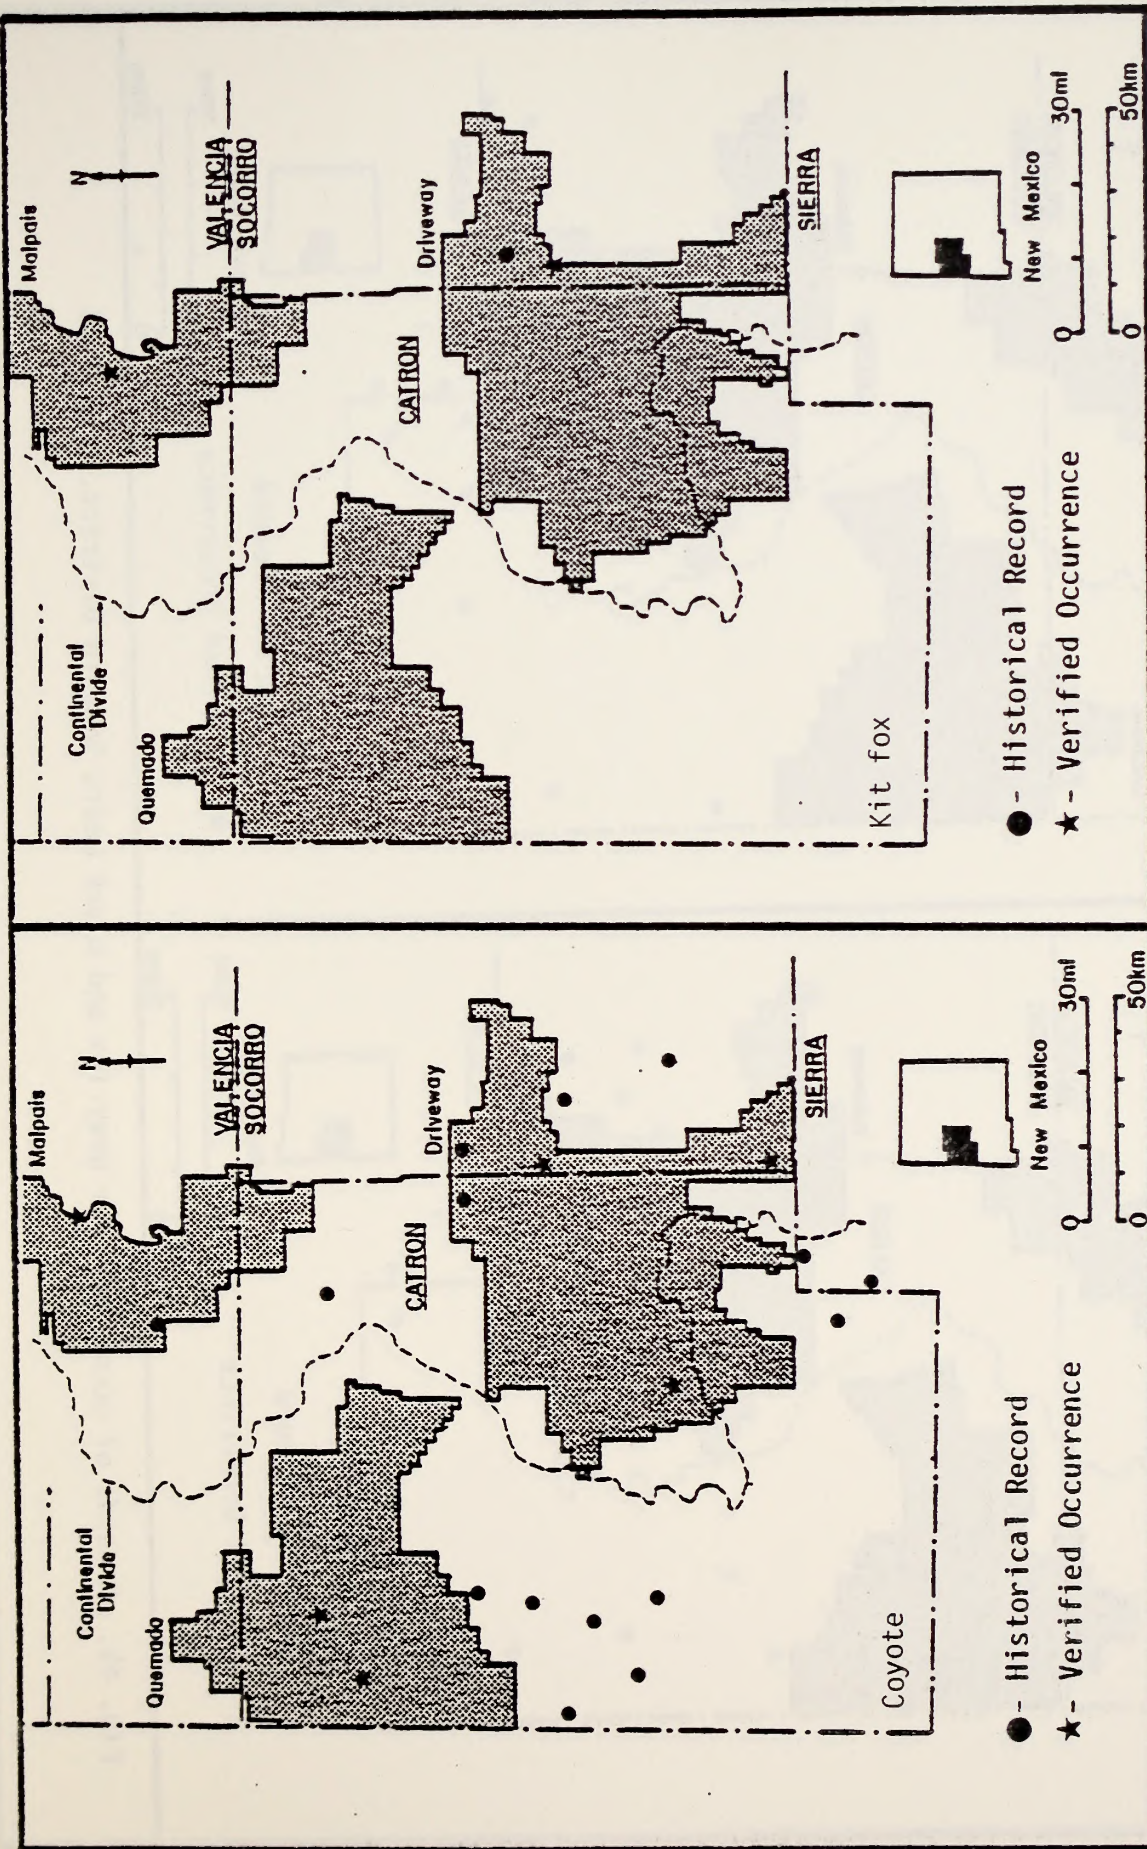 Malpais
N
VALENCIA
SOCORRO
Continental
Divide
Quemado
Driveway
CATRON
SIERRA
Coyote
New Mexico
0 30mi
0 50km
- Historical Record
- Verified Occurrence
Malpais
N
VALENCIA
SOCORRO
Continental
Divide
Quemado
Driveway
CATRON
SIERRA
Kit fox
New Mexico
0 30mi
0 50km
- Historical Record
- Verified Occurrence